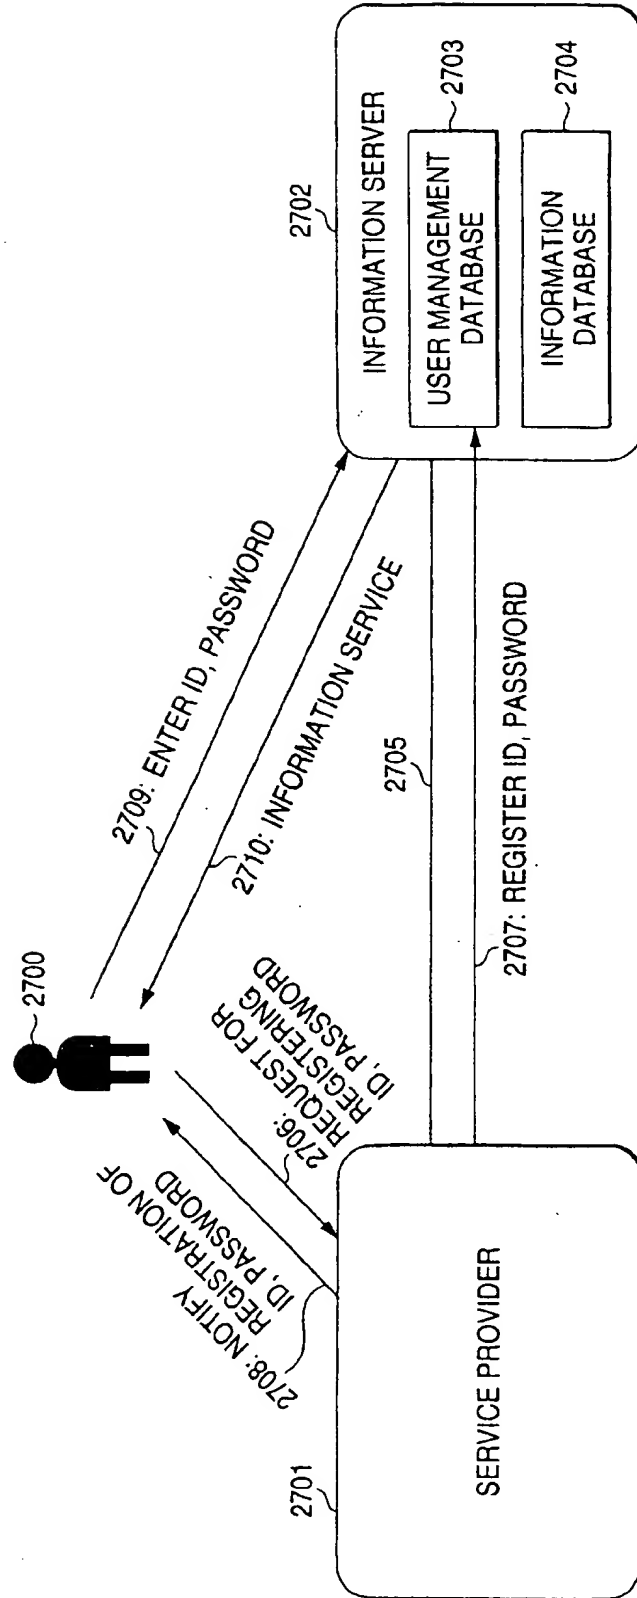 2700
2709: ENTER ID, PASSWORD
2710: INFORMATION SERVICE
2706:
REQUEST FOR
REGISTERING
ID, PASSWORD
2708: NOTIFY
REGISTRATION OF
ID, PASSWORD
2701
SERVICE PROVIDER
2705
2707: REGISTER ID, PASSWORD
2702
INFORMATION SERVER
USER MANAGEMENT
DATABASE
2703
INFORMATION
DATABASE
2704